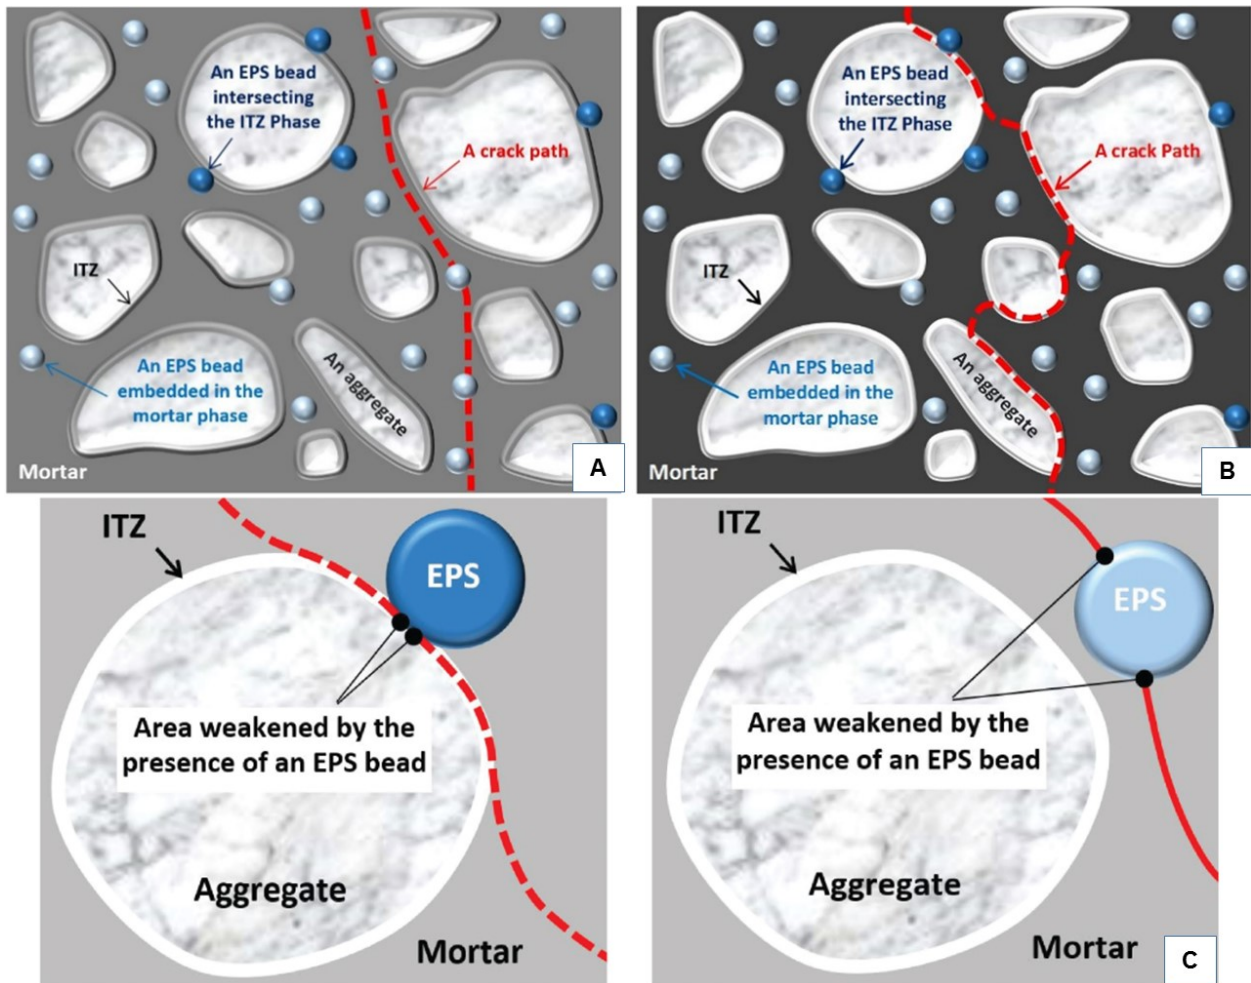 An EPS bead
intersecting
the ITZ Phase
A crack path
ITZ
An EPS bead
embedded in the
mortar phase
An aggregate
Mortar
A
An EPS bead
intersecting
the ITZ Phase
A crack Path
ITZ
An EPS bead
embedded in the
mortar phase
An aggregate
Mortar
B
ITZ
EPS
Area weakened by the
presence of an EPS bead
Aggregate
Mortar
ITZ
EPS
Area weakened by the
presence of an EPS bead
Aggregate
Mortar
C